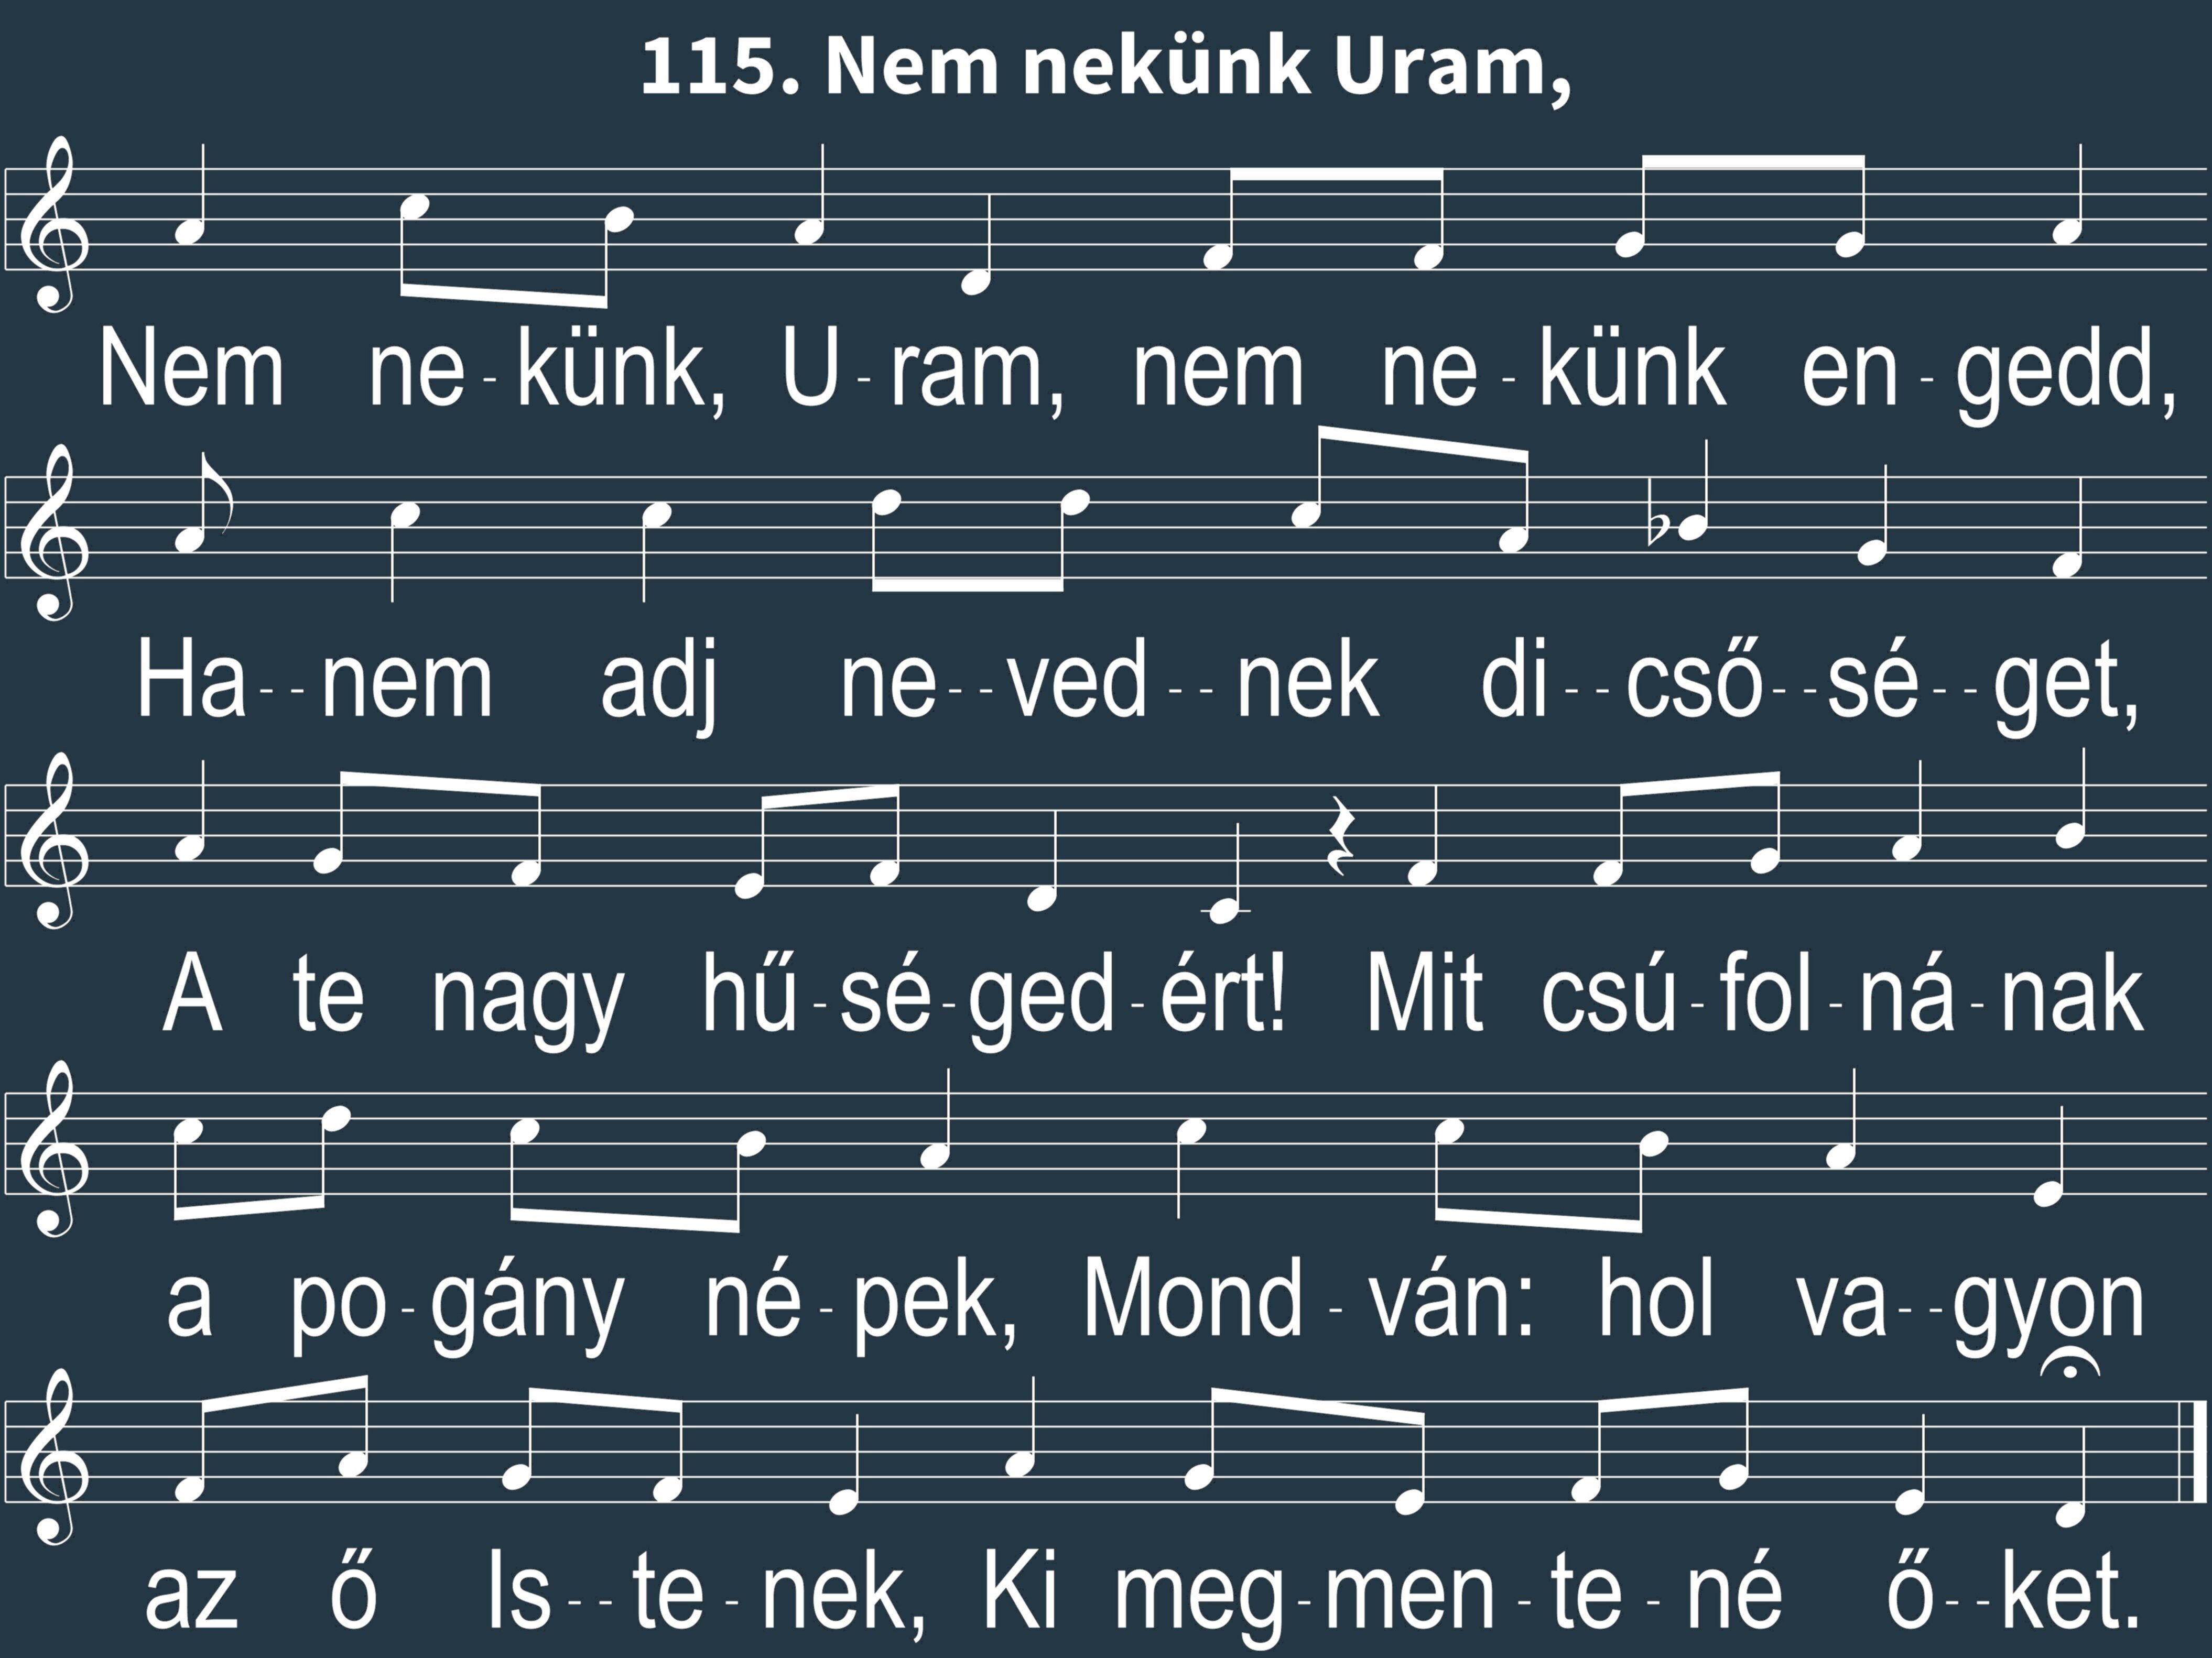 115. Nem nekünk Uram,
Nem ne-künk, U-ram, nem ne-künk en-gedd,
Ha--nem adj ne--ved--nek di--cső--sé--get,
A te nagy hű-sé-ged-ért! Mit csú-fol-ná-nak
a po-gány né-pek, Mond-ván: hol va--gyon
az ő Is--te-nek, Ki meg-men-te-né ő--ket.